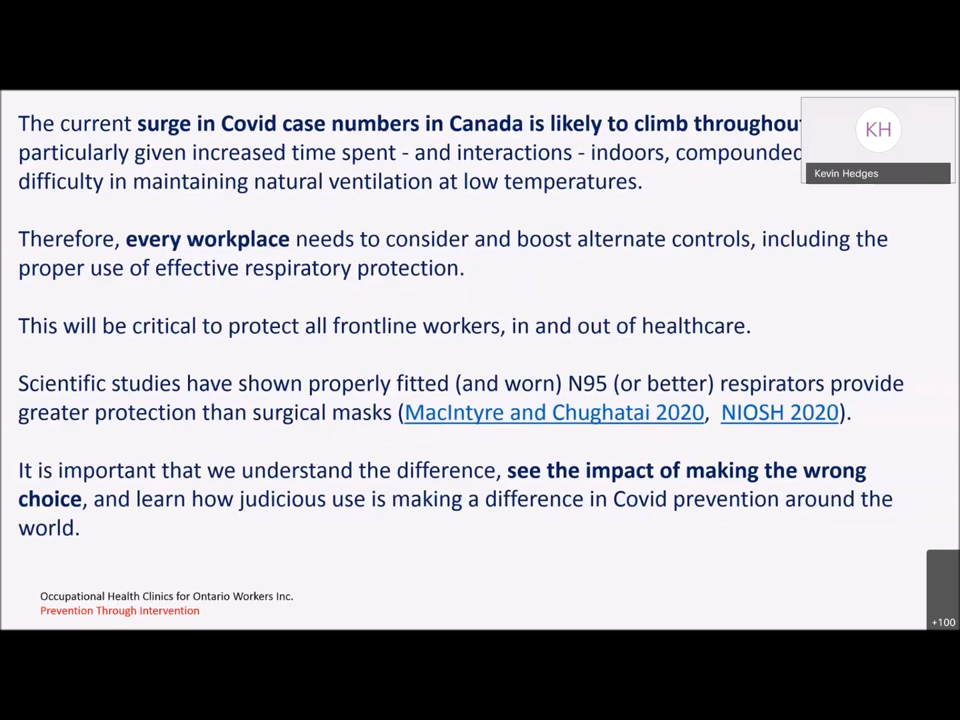 The current surge in Covid case numbers in Canada is likely to climb throughout
particularly given increased time spent - and interactions - indoors, compounded
difficulty in maintaining natural ventilation at low temperatures.
KH
Kevin Hedges
Therefore, every workplace needs to consider and boost alternate controls, including the
proper use of effective respiratory protection.
This will be critical to protect all frontline workers, in and out of healthcare.
Scientific studies have shown properly fitted (and worn) N95 (or better) respirators provide
greater protection than surgical masks (MacIntyre and Chughatai 2020, NIOSH 2020).
It is important that we understand the difference, see the impact of making the wrong
choice, and learn how judicious use is making a difference in Covid prevention around the
world.
Occupational Health Clinics for Ontario Workers Inc.
Prevention Through Intervention
+100